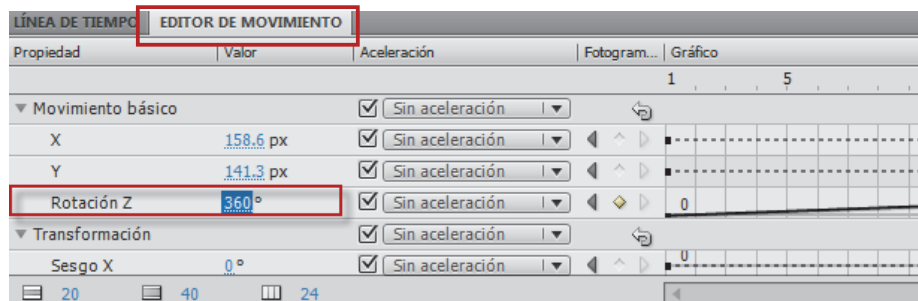 LÍNEA DE TIEMPO EDITOR DE MOVIMIENTO
Propiedad Valor Aceleración Fotogram... Gráfico
1 5
Movimiento básico Sin aceleración
X 158.6 px Sin aceleración
Y 141.3 px Sin aceleración
Rotación Z 360° Sin aceleración 0
Transformación Sin aceleración
Sesgo X 0° Sin aceleración 0
20 40 24